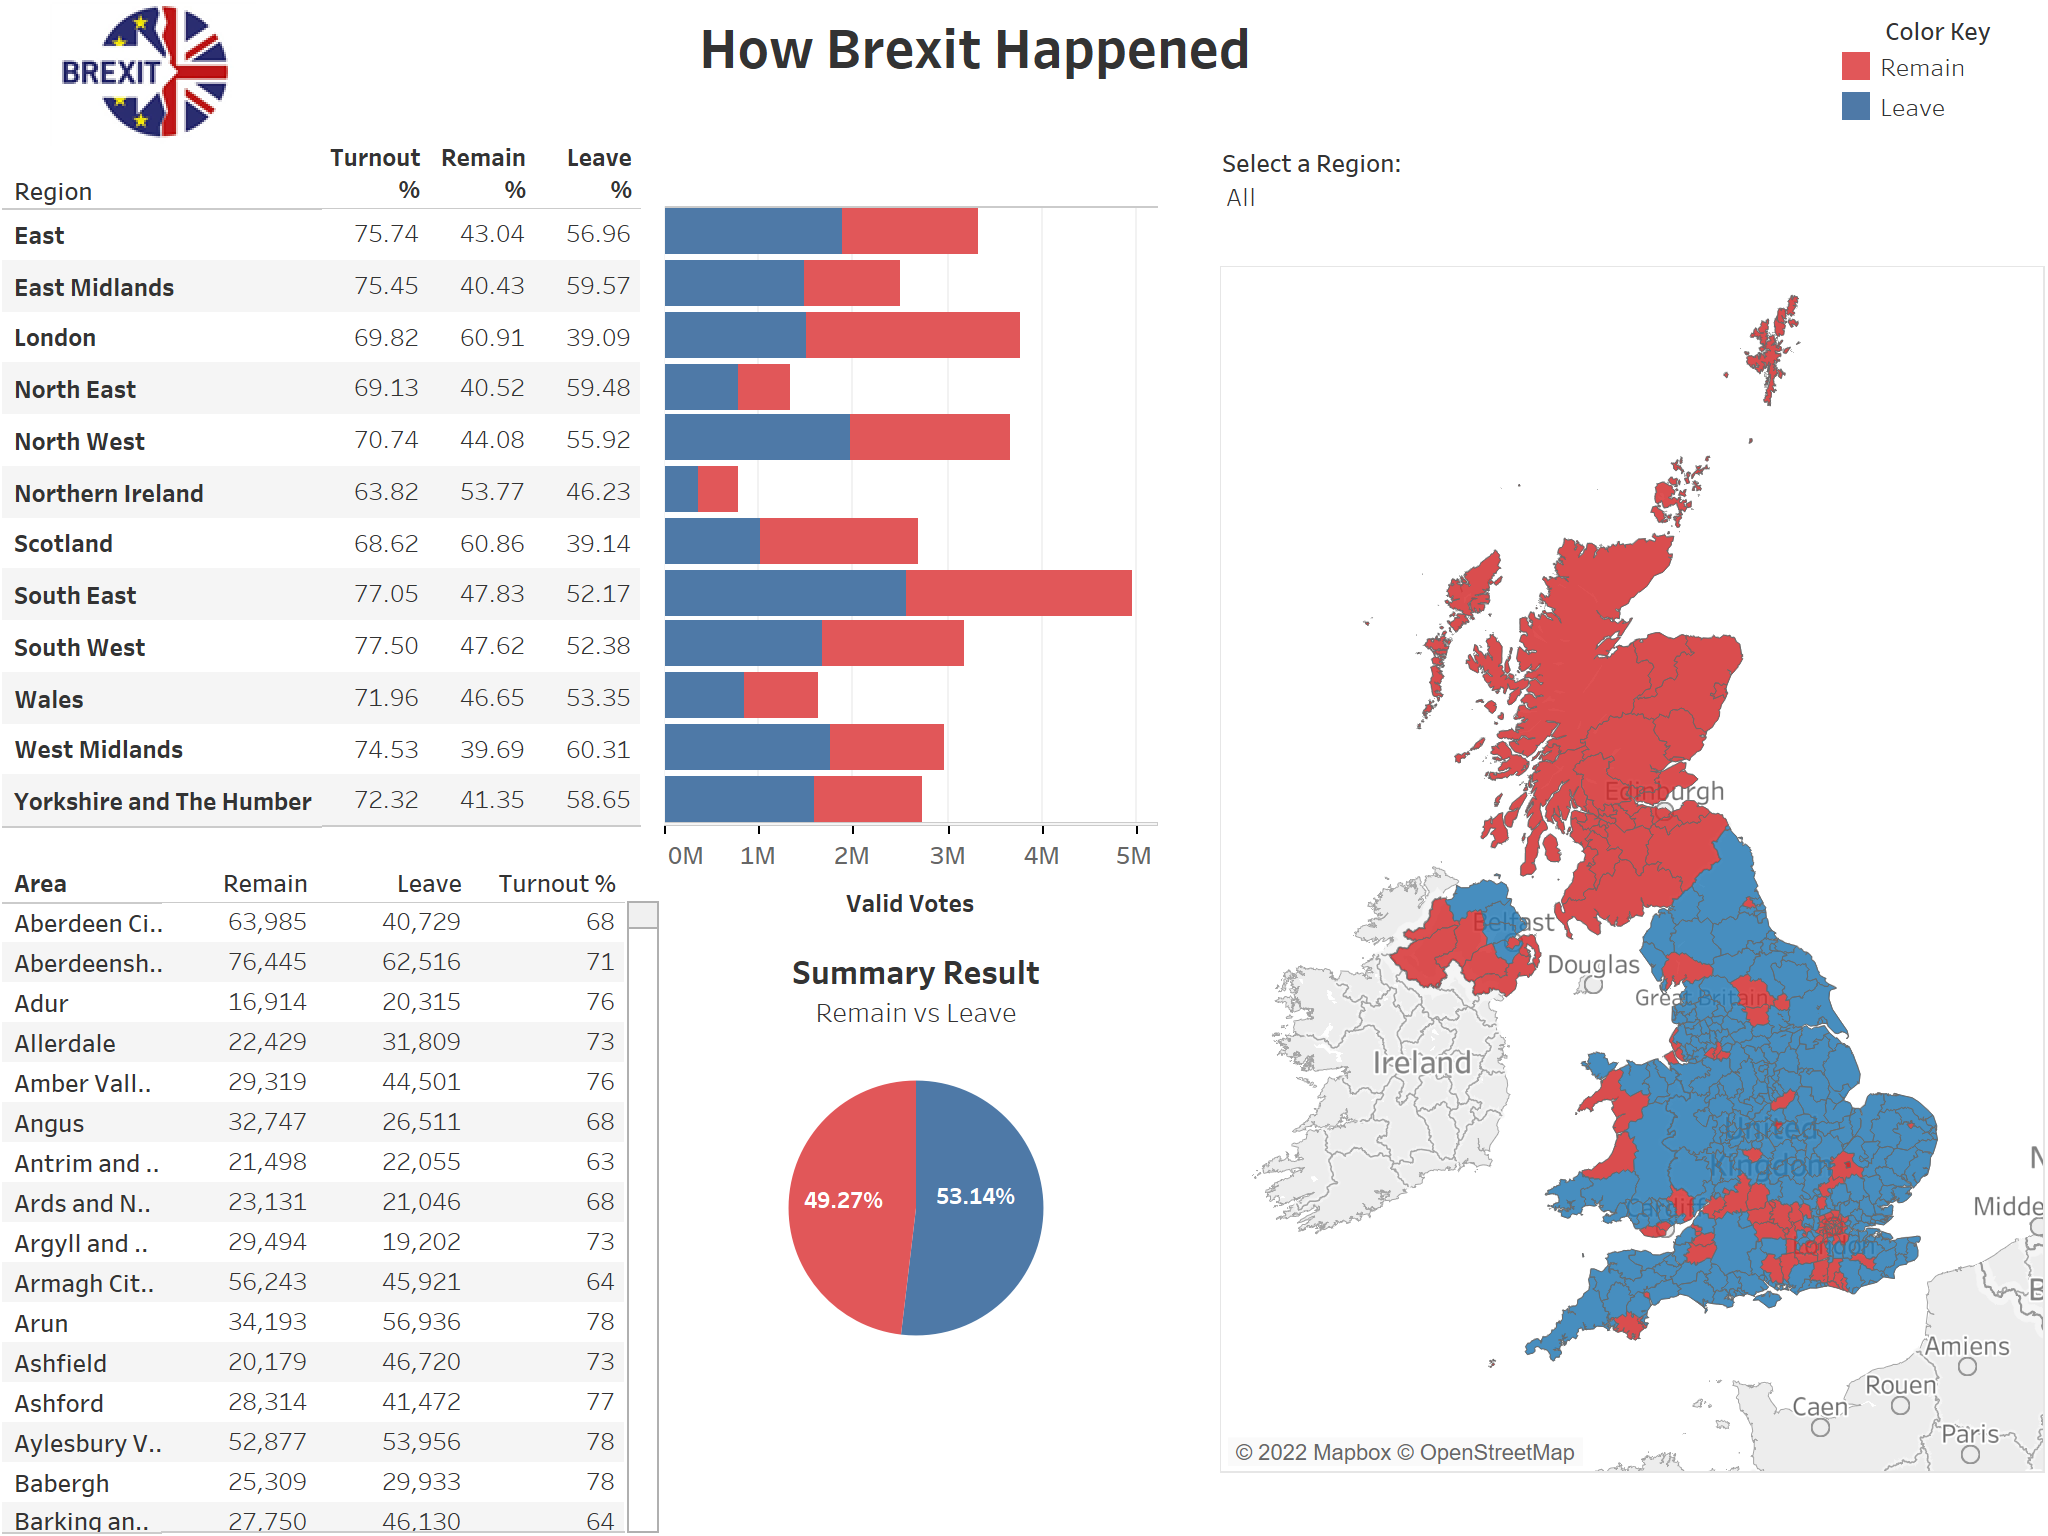 BREXIT
How Brexit Happened
Color Key
Remain
Leave
Region Turnout % Remain % Leave %
East 75.74 43.04 56.96
East Midlands 75.45 40.43 59.57
London 69.82 60.91 39.09
North East 69.13 40.52 59.48
North West 70.74 44.08 55.92
Northern Ireland 63.82 53.77 46.23
Scotland 68.62 60.86 39.14
South East 77.05 47.83 52.17
South West 77.50 47.62 52.38
Wales 71.96 46.65 53.35
West Midlands 74.53 39.69 60.31
Yorkshire and The Humber 72.32 41.35 58.65
0M 1M 2M 3M 4M 5M
Valid Votes
Area Remain Leave Turnout %
Aberdeen Ci.. 63,985 40,729 68
Aberdeensh.. 76,445 62,516 71
Adur 16,914 20,315 76
Allerdale 22,429 31,809 73
Amber Vall.. 29,319 44,501 76
Angus 32,747 26,511 68
Antrim and .. 21,498 22,055 63
Ards and N.. 23,131 21,046 68
Argyll and .. 29,494 19,202 73
Armagh Cit.. 56,243 45,921 64
Arun 34,193 56,936 78
Ashfield 20,179 46,720 73
Ashford 28,314 41,472 77
Aylesbury V.. 52,877 53,956 78
Babergh 25,309 29,933 78
Barking an.. 27,750 46,130 64
Summary Result
Remain vs Leave
49.27%
53.14%
Select a Region:
All
Edinburgh
Belfast
Douglas
Great Britain
Ireland
United
Kingdom
Cardiff
London
N
Midde
B
Amiens
Rouen
Caen
Paris
© 2022 Mapbox © OpenStreetMap